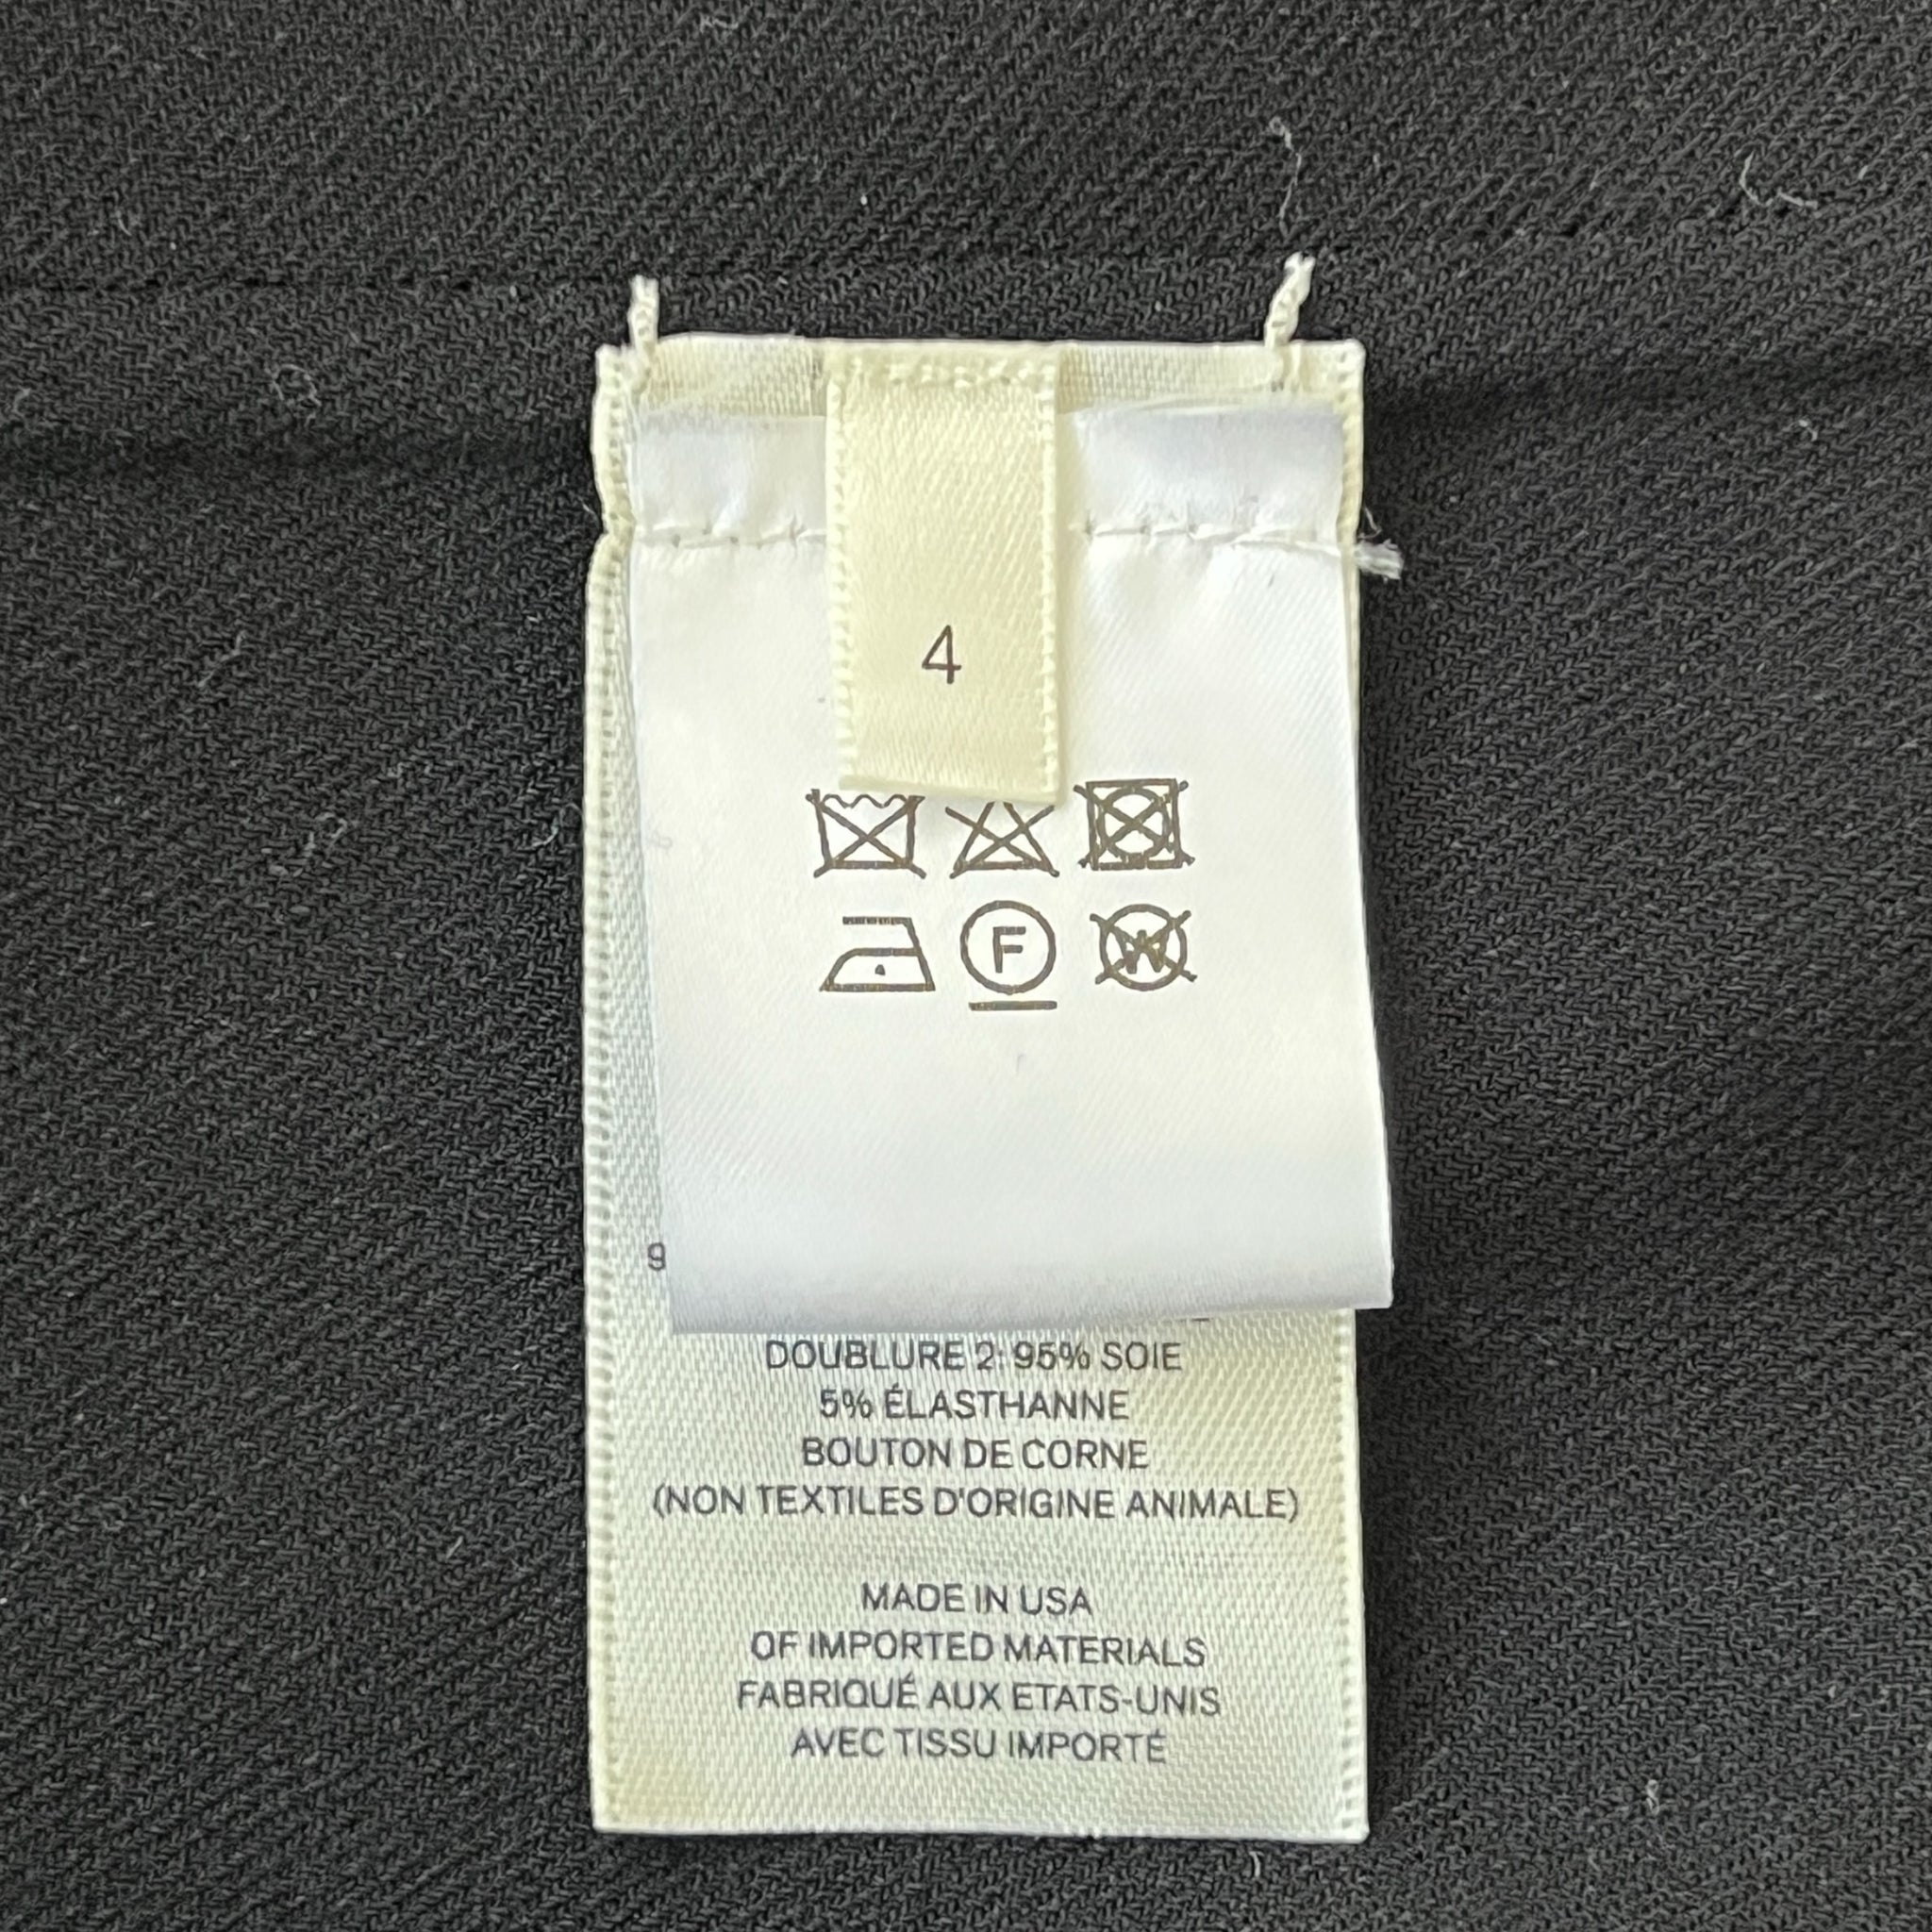 4
F
W
9
DOUBLURE 2: 95% SOIE
5% ÉLASTHANNE
BOUTON DE CORNE
(NON TEXTILES D'ORIGINE ANIMALE)
MADE IN USA
OF IMPORTED MATERIALS
FABRIQUÉ AUX ETATS-UNIS
AVEC TISSU IMPORTÉ